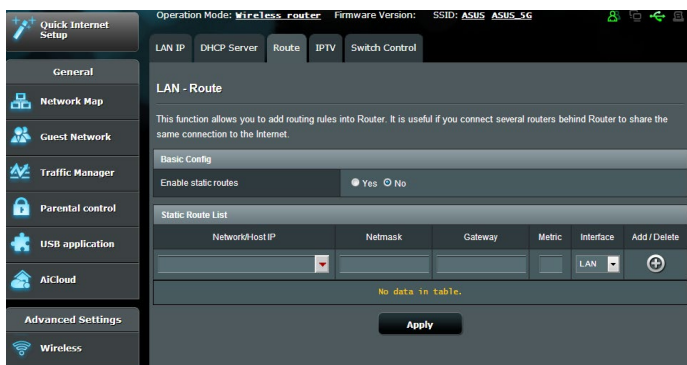 Quick Internet
Setup
Operation Mode: Wireless router Firmware Version: SSID: ASUS ASUS_5G
LAN IP DHCP Server Route IPTV Switch Control
General
Network Map
Guest Network
Traffic Manager
Parental control
USB application
AiCloud
Advanced Settings
Wireless
LAN - Route
This function allows you to add routing rules into Router. It is useful if you connect several routers behind Router to share the
same connection to the Internet.
Basic Config
Enable static routes Yes No
Static Route List
Network/Host IP Netmask Gateway Metric Interface Add / Delete
LAN
No data in table.
Apply